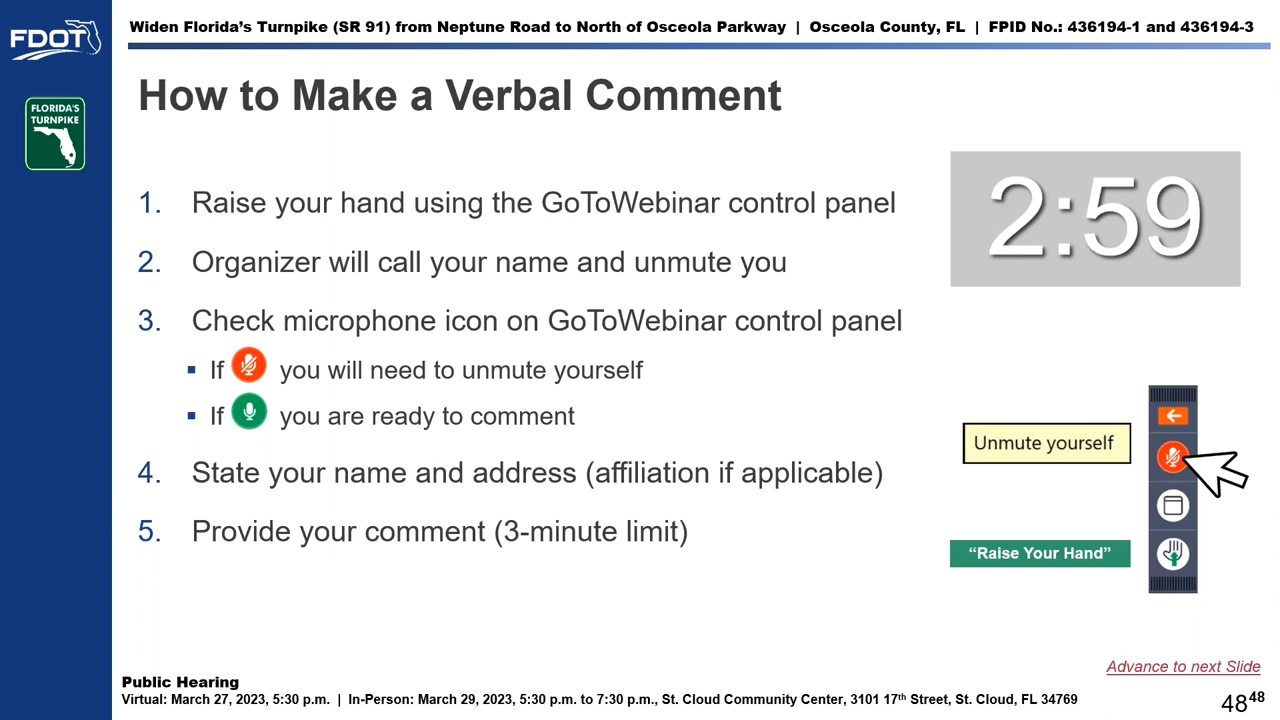 FDOT
Widen Florida's Turnpike (SR 91) from Neptune Road to North of Osceola Parkway | Osceola County, FL | FPID No.: 436194-1 and 436194-3
FLORIDA'S
TURNPIKE
How to Make a Verbal Comment
2:59
1. Raise your hand using the GoToWebinar control panel
2. Organizer will call your name and unmute you
3. Check microphone icon on GoToWebinar control panel
▪ If you will need to unmute yourself
▪ If you are ready to comment
4. State your name and address (affiliation if applicable)
5. Provide your comment (3-minute limit)
Unmute yourself
“Raise Your Hand”
Advance to next Slide
Public Hearing
Virtual: March 27, 2023, 5:30 p.m. | In-Person: March 29, 2023, 5:30 p.m. to 7:30 p.m., St. Cloud Community Center, 3101 17th Street, St. Cloud, FL 34769
48 48